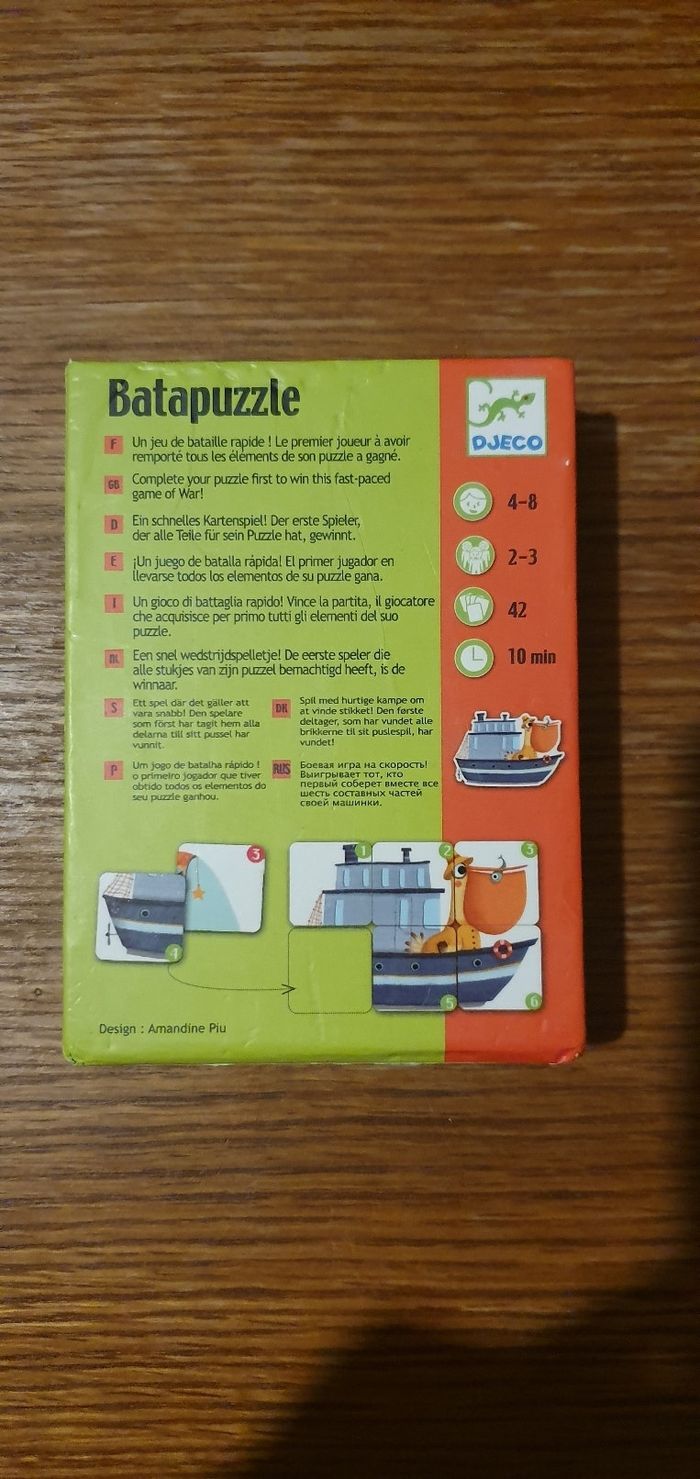 Batapuzzle
F
Un jeu de bataille rapide ! Le premier joueur à avoir
remporté tous les éléments de son puzzle a gagné.
GB
Complete your puzzle first to win this fast-paced
game of War!
D
Ein schnelles Kartenspiel! Der erste Spieler,
der alle Teile für sein Puzzle hat, gewinnt.
E
¡Un juego de batalla rápida! El primer jugador en
llevarse todos los elementos de su puzzle gana.
I
Un gioco di battaglia rapido! Vince la partita, il giocatore
che acquisisce per primo tutti gli elementi del suo
puzzle.
NL
Een snel wedstrijdspelletje! De eerste speler die
alle stukjes van zijn puzzel bemachtigd heeft, is de
winnaar.
S
Ett spel där det gäller att
vara snabb! Den spelare
som först har tagit hem alla
delarna till sitt pussel har
vunnit.
DK
Spil med hurtige kampe om
at vinde stikket! Den første
deltager, som har vundet alle
brikkerne til sit puslespil, har
vundet!
P
Um jogo de batalha rápido !
o primeiro jogador que tiver
obtido todos os elementos do
seu puzzle ganhou.
RUS
Боевая игра на скорость!
Выигрывает тот, кто
первый соберет вместе все
шесть составных частей
своей машинки.
DJECO
4-8
2-3
42
10 min
3
4
1
2
3
5
6
Design : Amandine Piu